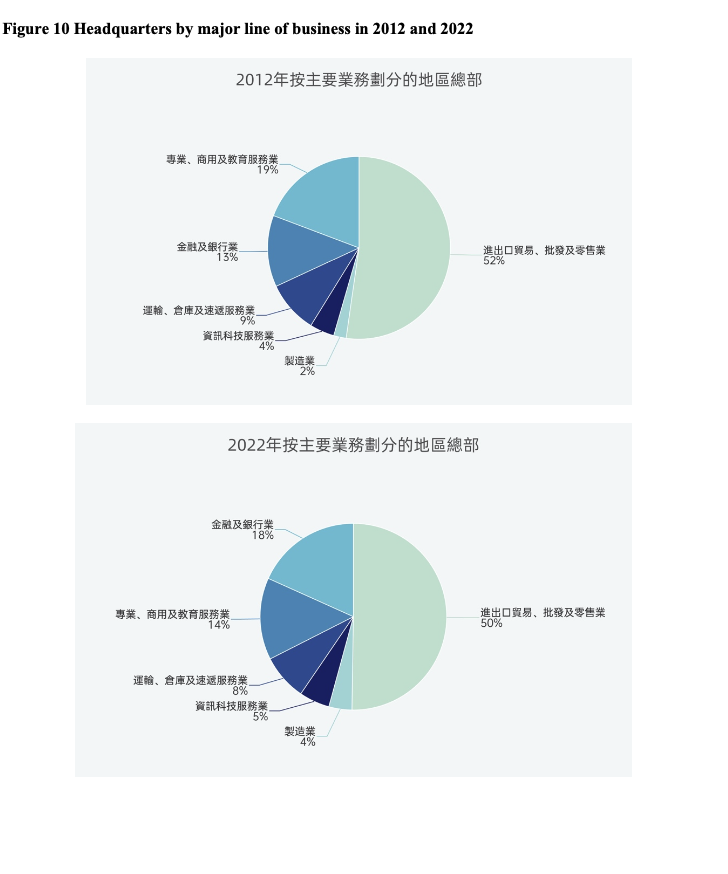 Figure 10 Headquarters by major line of business in 2012 and 2022
2012年按主要業務劃分的地區總部
專業、商用及教育服務業
19%
金融及銀行業
13%
進出口貿易、批發及零售業
52%
運輸、倉庫及速遞服務業
9%
資訊科技服務業
4%
製造業
2%
2022年按主要業務劃分的地區總部
金融及銀行業
18%
專業、商用及教育服務業
14%
進出口貿易、批發及零售業
50%
運輸、倉庫及速遞服務業
8%
資訊科技服務業
5%
製造業
4%